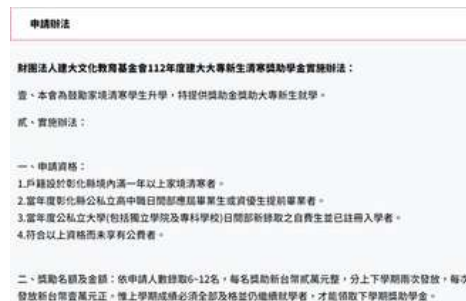 申請辦法
財團法人建大文化教育基金會112年度建大大專新生清寒獎助學金實施辦法：
壹、本會為鼓勵家境清寒學生升學，特提供獎助金獎助大專新生就學。
貳、實施辦法：
一、申請資格：
1.戶籍設於彰化縣境內滿一年以上家境清寒者。
2.當年度彰化縣公私立高中職日間部應屆畢業生或資優生提前畢業者。
3.當年度公私立大學(包括獨立學院及專科學校)日間部新錄取之自費生並已註冊入學者。
4.符合以上資格而未享有公費者。
二、獎勵名額及金額：依申請人數錄取6~12名，每名獎助新台幣貳萬元整，分上下學期兩次發放，每次
發放新台幣壹萬元正，惟上學期成績必須全部及格並仍繼續就學者，才能領取下學期獎助學金。